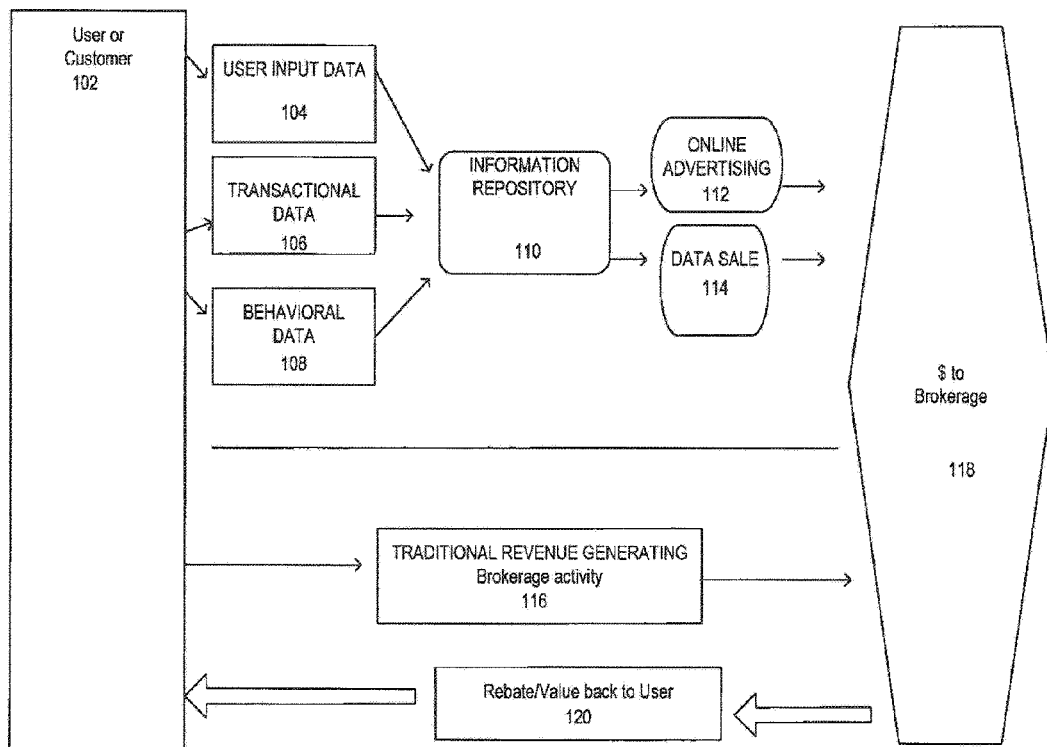 User or
Customer
102
USER INPUT DATA
104
TRANSACTIONAL
DATA
106
BEHAVIORAL
DATA
108
INFORMATION
REPOSITORY
110
ONLINE
ADVERTISING
112
DATA SALE
114
$ to
Brokerage
118
TRADITIONAL REVENUE GENERATING
Brokerage activity
116
Rebate/Value back to User
120